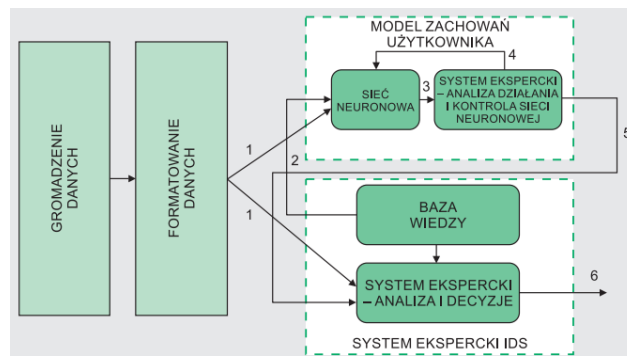 GROMADZENIE
DANYCH
FORMATOWANIE
DANYCH
1
1
2
MODEL ZACHOWAŃ
UŻYTKOWNIKA
4
SIEĆ
NEURONOWA
3
SYSTEM EKSPERCKI
– ANALIZA DZIAŁANIA
I KONTROLA SIECI
NEURONOWEJ
5
BAZA
WIEDZY
SYSTEM EKSPERCKI
– ANALIZA I DECYZJE
6
SYSTEM EKSPERCKI IDS